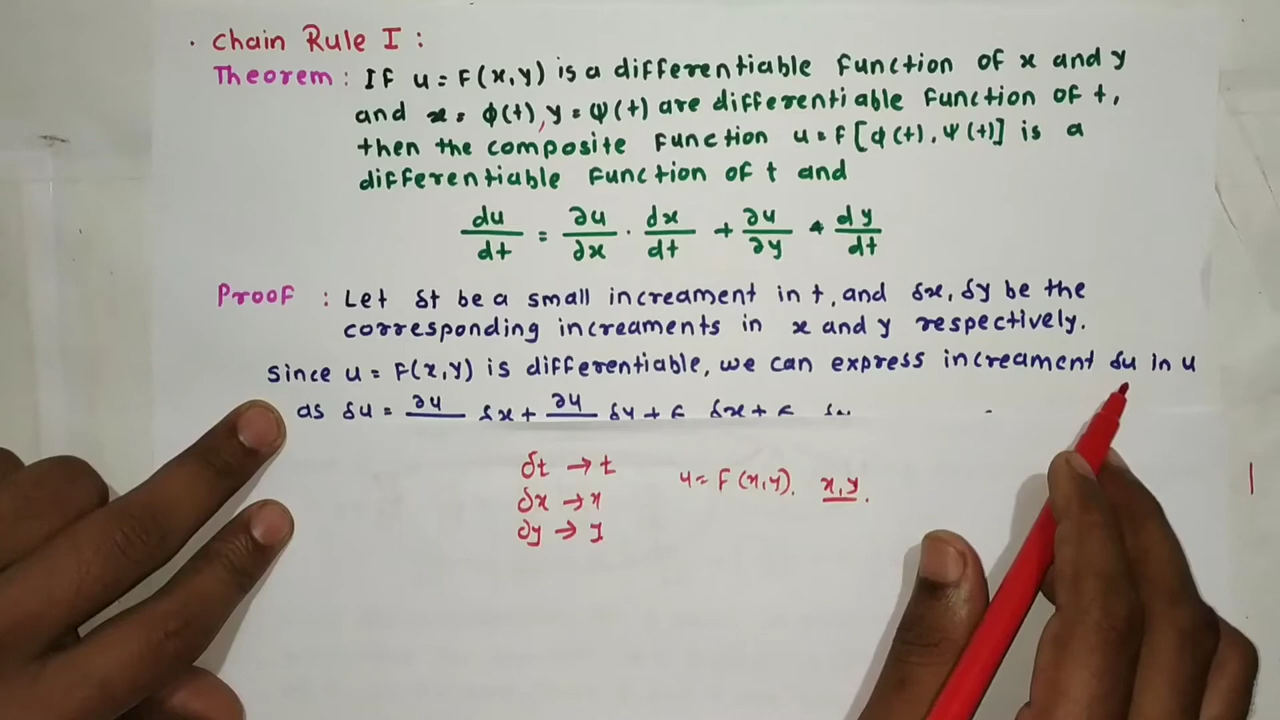 · Chain Rule I :
Theorem : If u = F(x,y) is a differentiable function of x and y
and x = φ(t), y = ψ(t) are differentiable function of t,
then the composite function u = F[φ(t), ψ(t)] is a
differentiable function of t and
du/dt = ∂u/∂x · dx/dt + ∂u/∂y · dy/dt
Proof : Let δt be a small increament in t, and δx, δy be the
corresponding increaments in x and y respectively.
Since u = F(x,y) is differentiable, we can express increament δu in u
as δu = ∂u δx + ∂u δy + δx +
δt → t
δx → x
∂y → y
u = F(x,y). x,y.